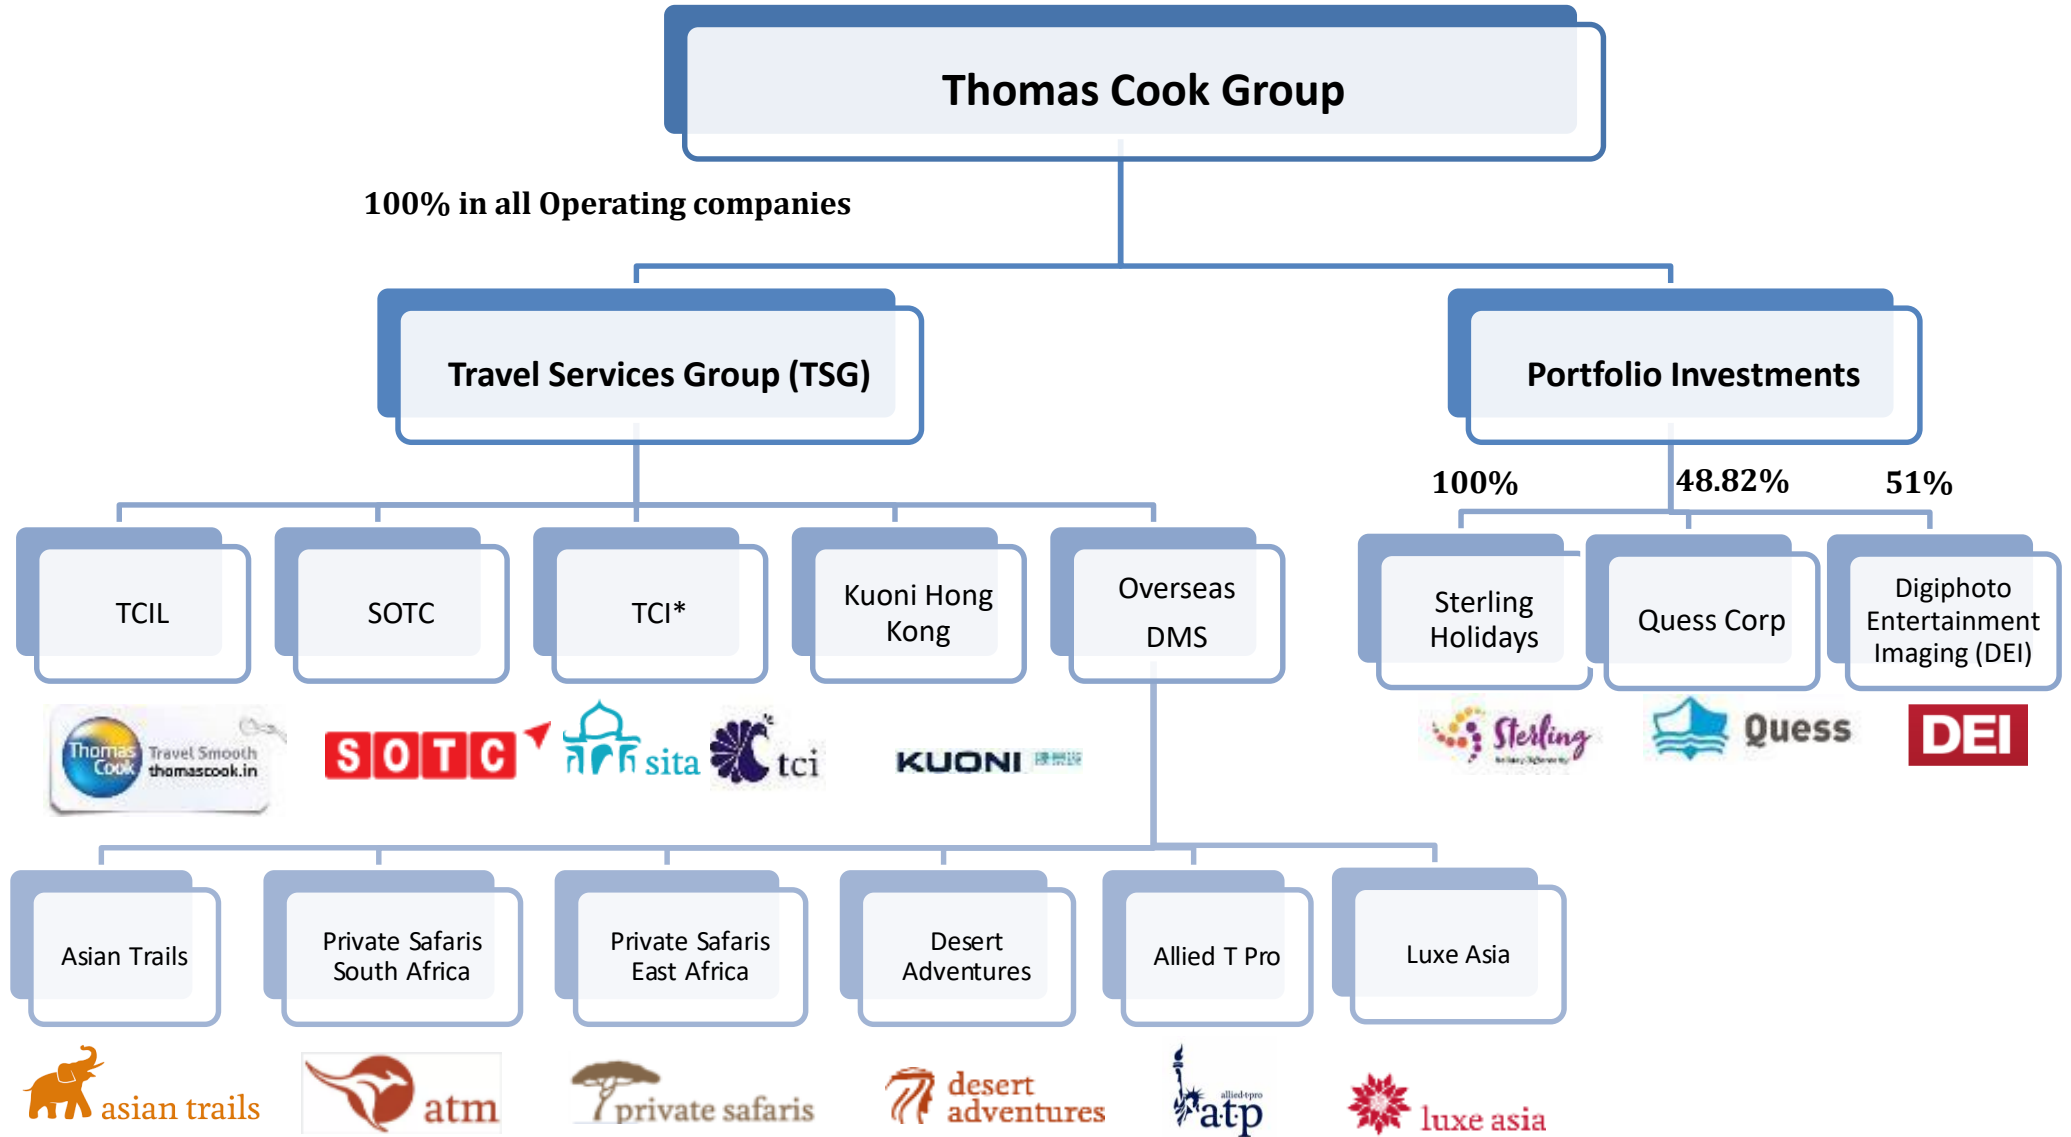 Thomas Cook Group
100% in all Operating companies
Travel Services Group (TSG)
Portfolio Investments
100%
48.82%
51%
TCIL
SOTC
TCI*
Kuoni Hong
Kong
Overseas
DMS
Sterling
Holidays
Quess Corp
Digiphoto
Entertainment
Imaging (DEI)
Thomas
Cook
Travel Smooth
thomascook.in
SOTC
sita
tci
KUONI
Sterling
Quess
DEI
Asian Trails
Private Safaris
South Africa
Private Safaris
East Africa
Desert
Adventures
Allied T Pro
Luxe Asia
asian trails
atm
private safaris
desert
adventures
allied-t-pro
a·t·p
luxe asia